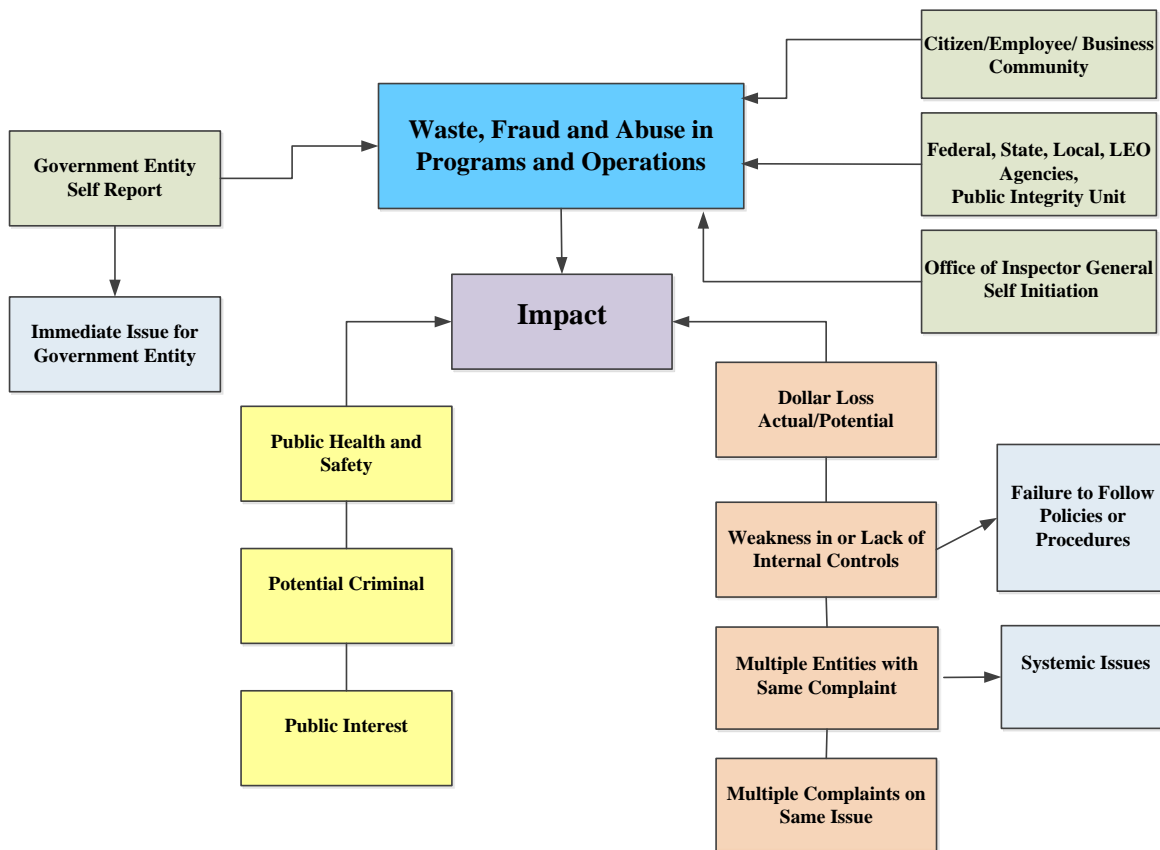 Citizen/Employee/ Business
Community
Waste, Fraud and Abuse in
Programs and Operations
Government Entity
Self Report
Federal, State, Local, LEO
Agencies,
Public Integrity Unit
Office of Inspector General
Self Initiation
Impact
Immediate Issue for
Government Entity
Dollar Loss
Actual/Potential
Public Health and
Safety
Failure to Follow
Policies or
Procedures
Weakness in or Lack of
Internal Controls
Potential Criminal
Multiple Entities with
Same Complaint
Systemic Issues
Public Interest
Multiple Complaints on
Same Issue